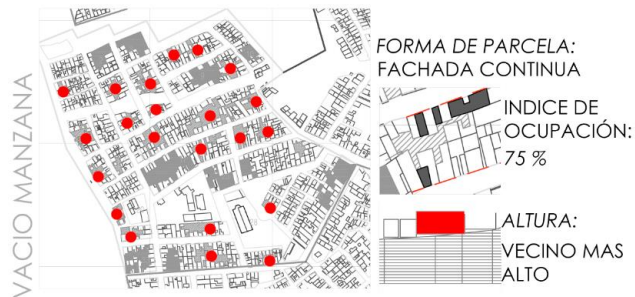 VACIO MANZANA
FORMA DE PARCELA:
FACHADA CONTINUA
INDICE DE
OCUPACIÓN:
75 %
ALTURA:
VECINO MAS
ALTO